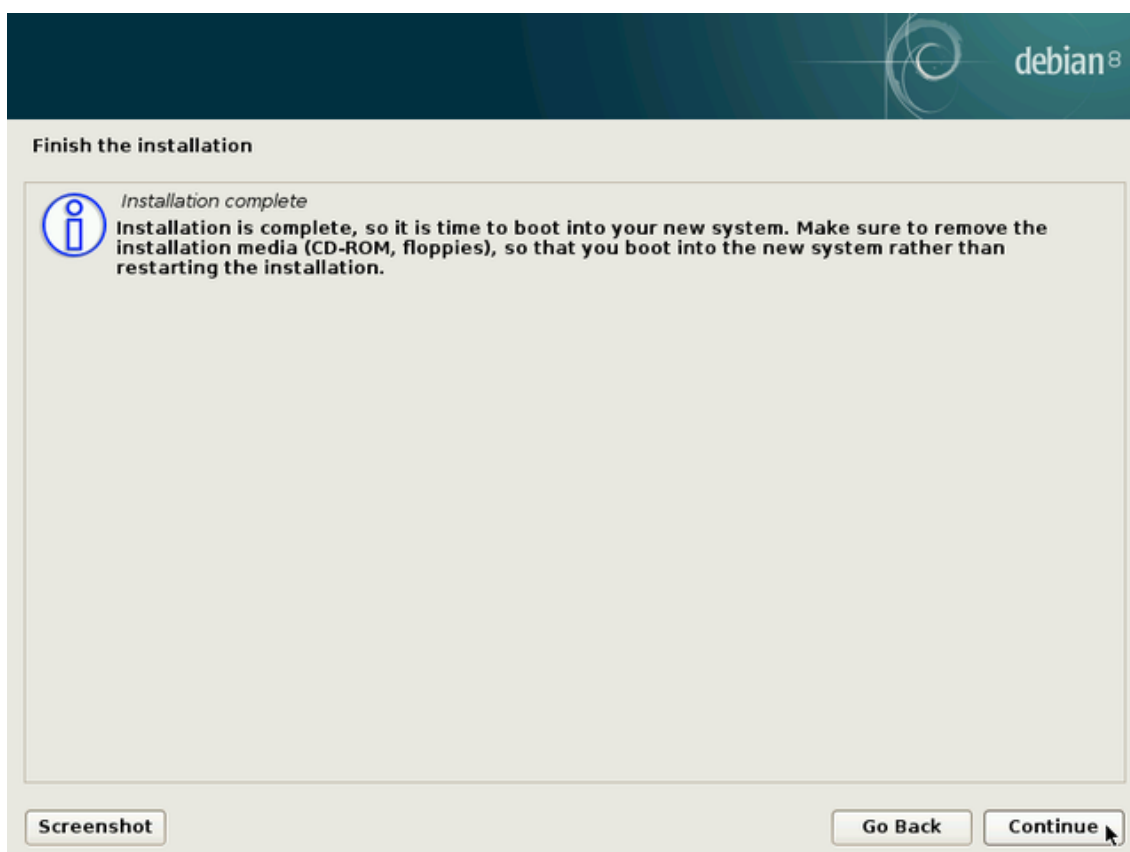 debian 8
Finish the installation
Installation complete
Installation is complete, so it is time to boot into your new system. Make sure to remove the
installation media (CD-ROM, floppies), so that you boot into the new system rather than
restarting the installation.
Screenshot
Go Back
Continue